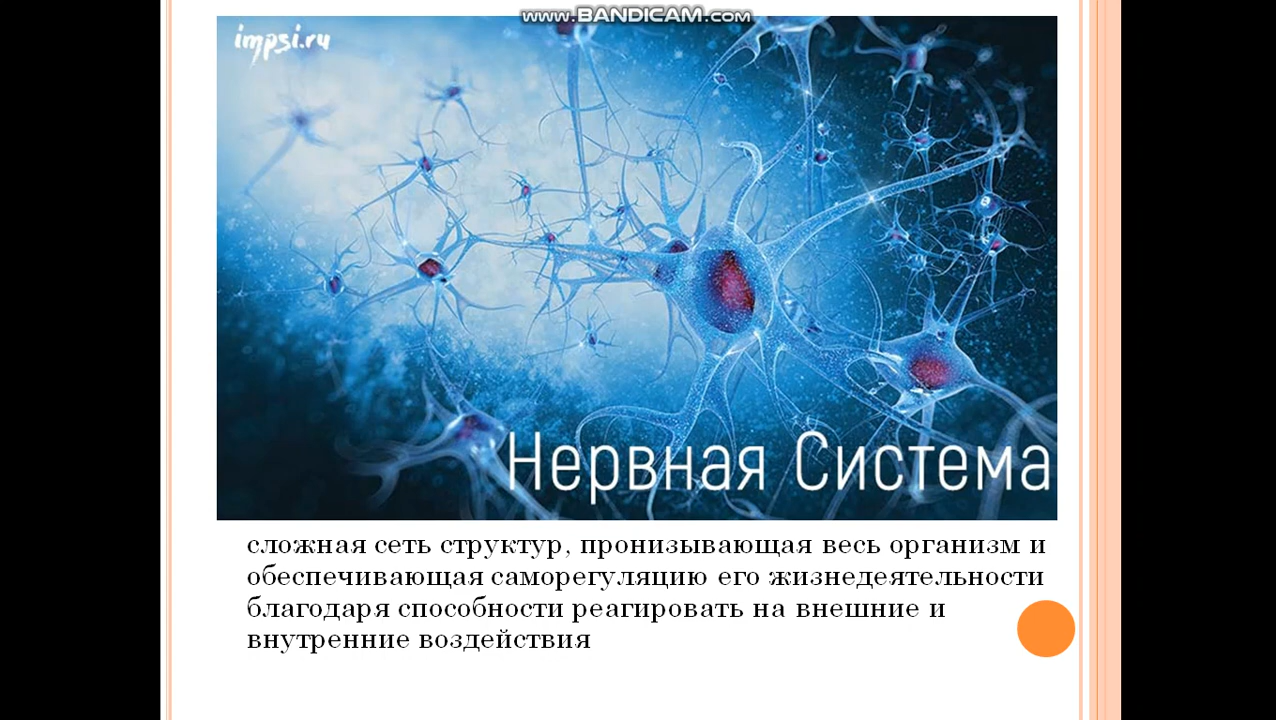 www.BANDICAM.com
impsi.ru
Нервная Система
сложная сеть структур, пронизывающая весь организм и
обеспечивающая саморегуляцию его жизнедеятельности
благодаря способности реагировать на внешние и
внутренние воздействия